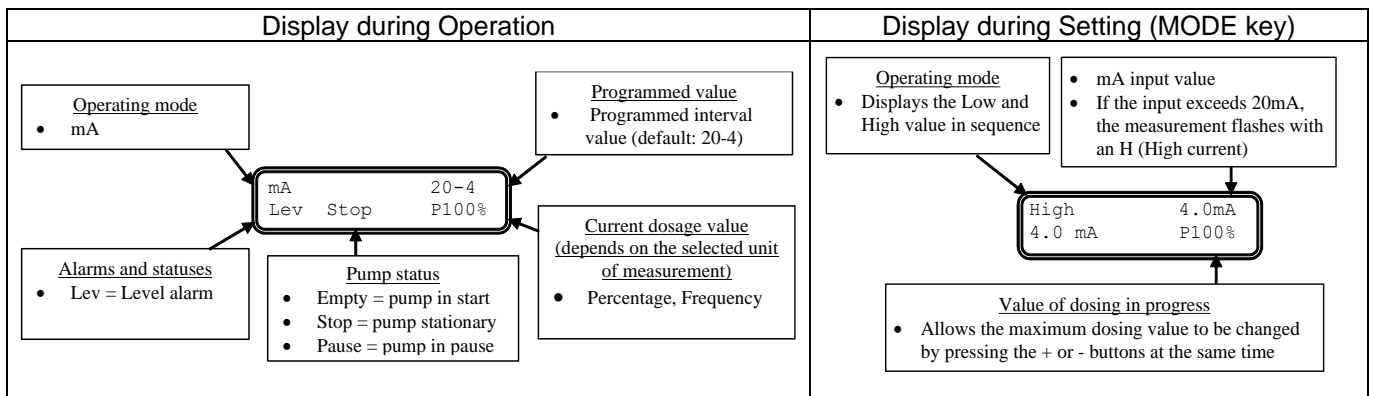 Display during Operation
Display during Setting (MODE key)
Operating mode
• mA
Programmed value
• Programmed interval
value (default: 20-4)
mA 20-4
Lev Stop P100%
Alarms and statuses
• Lev = Level alarm
Pump status
• Empty = pump in start
• Stop = pump stationary
• Pause = pump in pause
Current dosage value
(depends on the selected unit
of measurement)
• Percentage, Frequency
Operating mode
• Displays the Low and
High value in sequence
• mA input value
• If the input exceeds 20mA,
the measurement flashes with
an H (High current)
High 4.0mA
4.0 mA P100%
Value of dosing in progress
• Allows the maximum dosing value to be changed
by pressing the + or - buttons at the same time